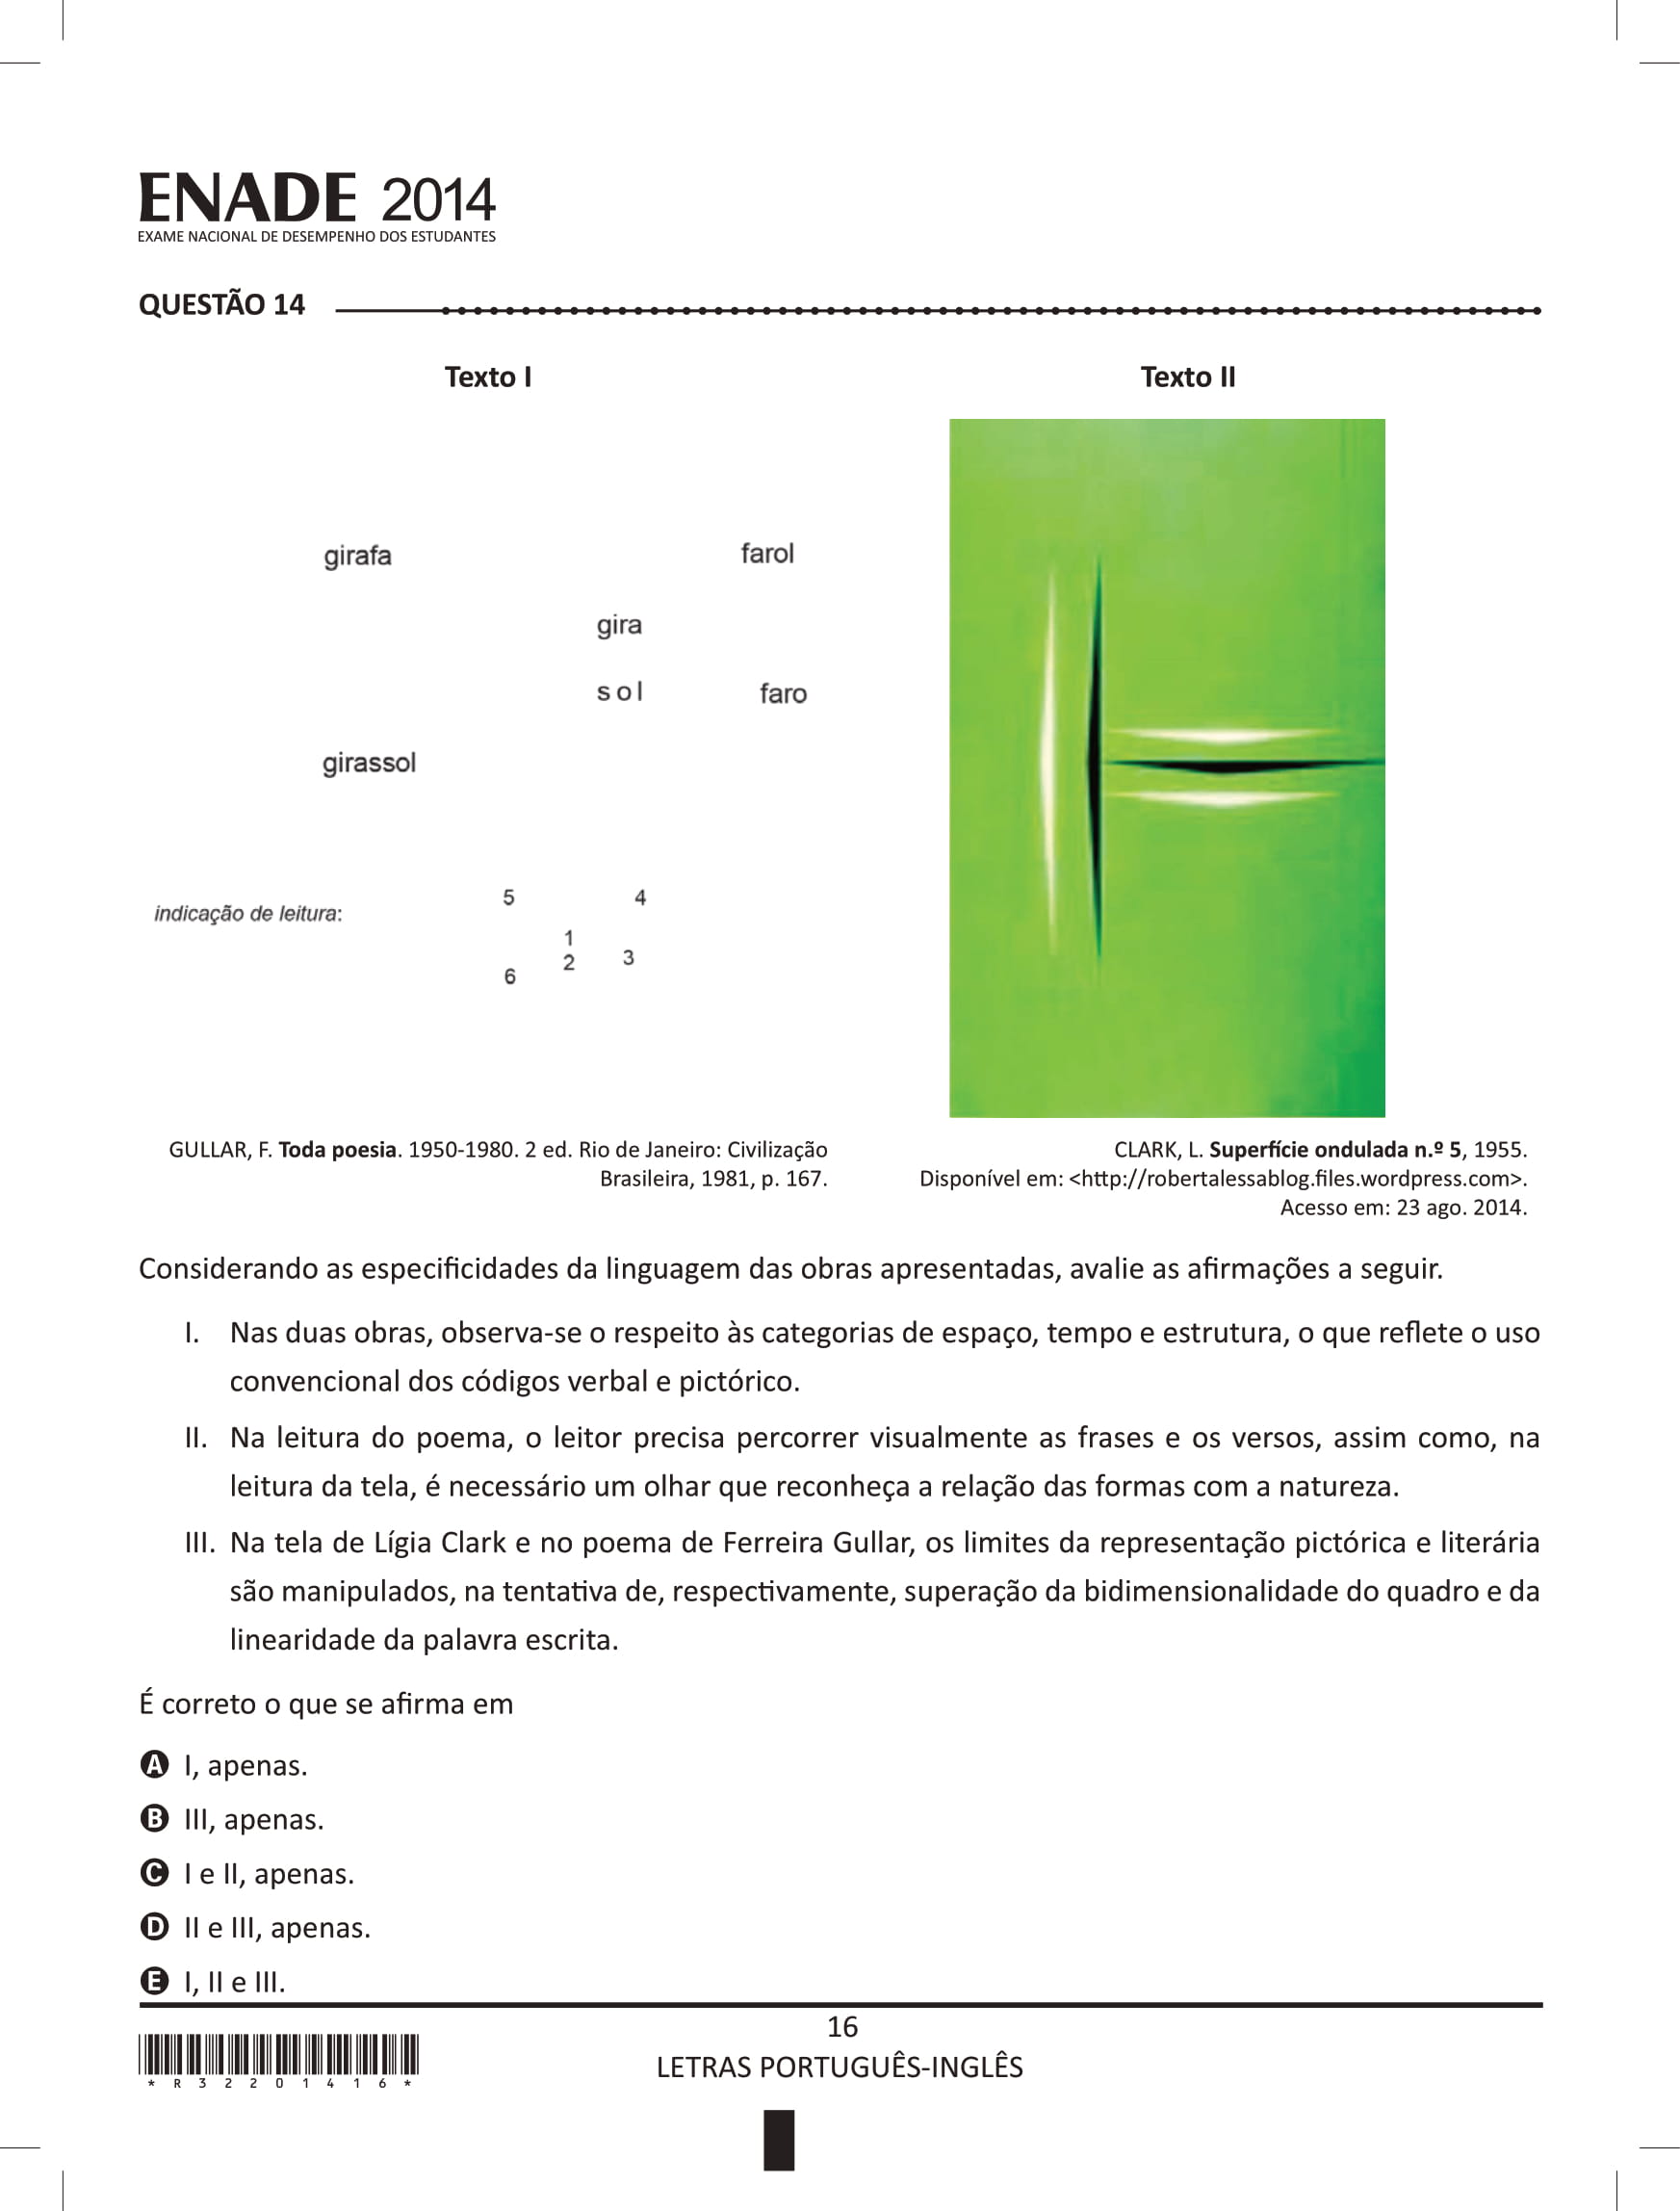 ENADE 2014
EXAME NACIONAL DE DESEMPENHO DOS ESTUDANTES
QUESTÃO 14
Texto I
girafa
farol
gira
s o l
faro
girassol
indicação de leitura:
5
4
1
2
3
6
GULLAR, F. Toda poesia. 1950-1980. 2 ed. Rio de Janeiro: Civilização
Brasileira, 1981, p. 167.
Texto II
CLARK, L. Superfície ondulada n.º 5, 1955.
Disponível em: <http://robertalessablog.files.wordpress.com>.
Acesso em: 23 ago. 2014.
Considerando as especificidades da linguagem das obras apresentadas, avalie as afirmações a seguir.
I. Nas duas obras, observa-se o respeito às categorias de espaço, tempo e estrutura, o que reflete o uso
convencional dos códigos verbal e pictórico.
II. Na leitura do poema, o leitor precisa percorrer visualmente as frases e os versos, assim como, na
leitura da tela, é necessário um olhar que reconheça a relação das formas com a natureza.
III. Na tela de Lígia Clark e no poema de Ferreira Gullar, os limites da representação pictórica e literária
são manipulados, na tentativa de, respectivamente, superação da bidimensionalidade do quadro e da
linearidade da palavra escrita.
É correto o que se afirma em
A I, apenas.
B III, apenas.
C I e II, apenas.
D II e III, apenas.
E I, II e III.
16
LETRAS PORTUGUÊS-INGLÊS
* R 3 2 2 0 1 4 1 6 *